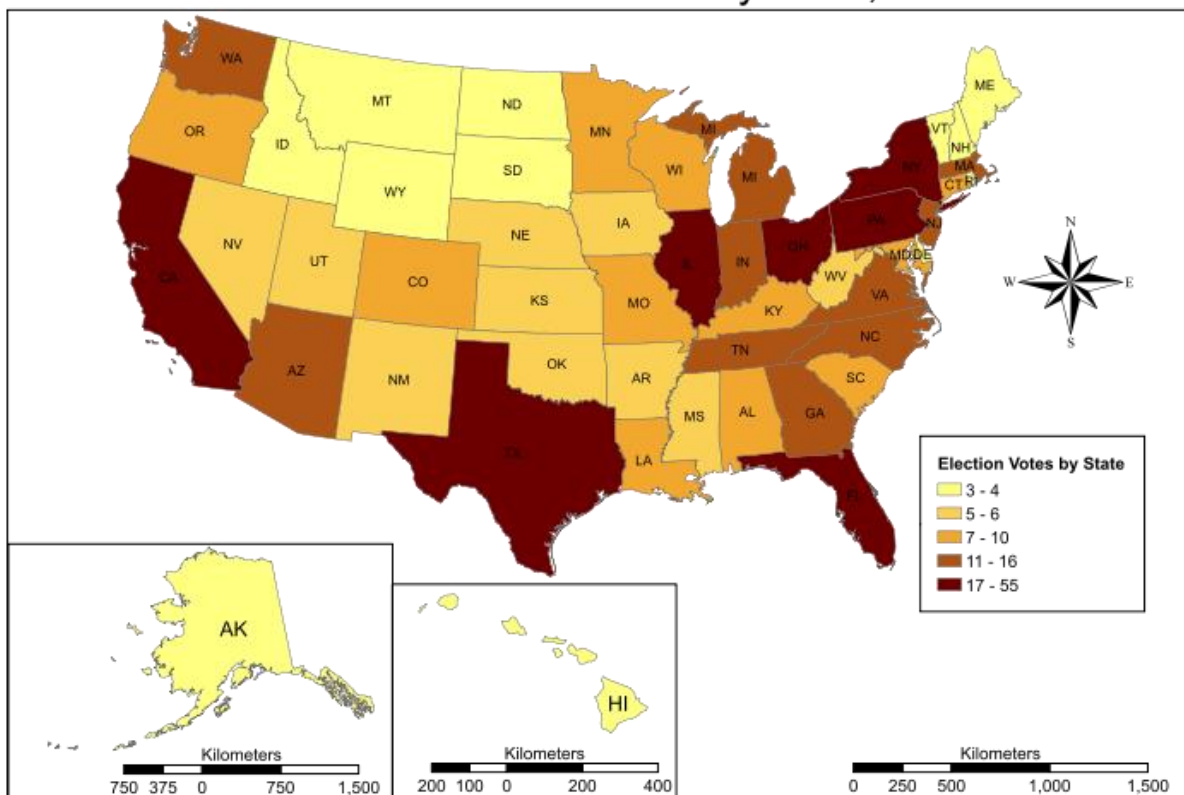 WA
MT
ND
MN
ME
OR
ID
SD
WI
MI
VT
NH
NY
MA
WY
MI
CT
RI
IA
PA
NJ
NE
NV
UT
IL
IN
OH
MD
DE
CO
WV
KS
MO
VA
KY
CA
TN
NC
AZ
NM
OK
AR
SC
MS
AL
GA
LA
FL
N
W
E
S
Election Votes by State
3 - 4
5 - 6
7 - 10
11 - 16
17 - 55
AK
HI
Kilometers
750 375 0 750 1,500
Kilometers
200 100 0 200 400
Kilometers
0 250 500 1,000 1,500